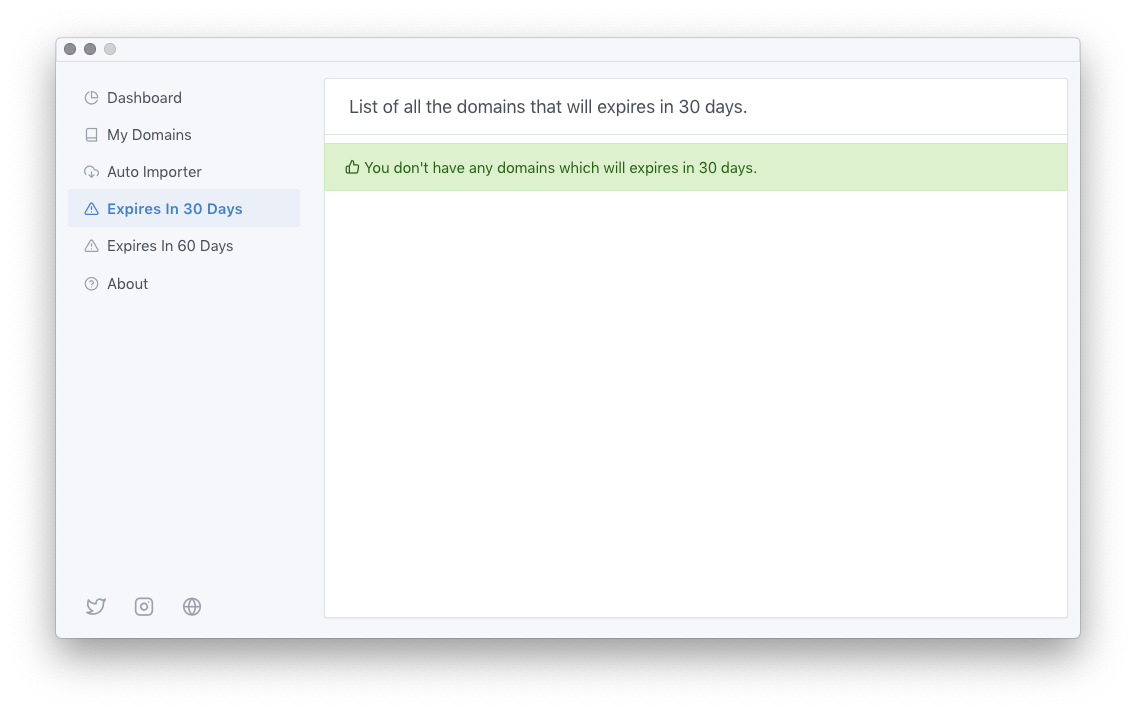 Dashboard
My Domains
Auto Importer
Expires In 30 Days
Expires In 60 Days
About
List of all the domains that will expires in 30 days.
You don't have any domains which will expires in 30 days.